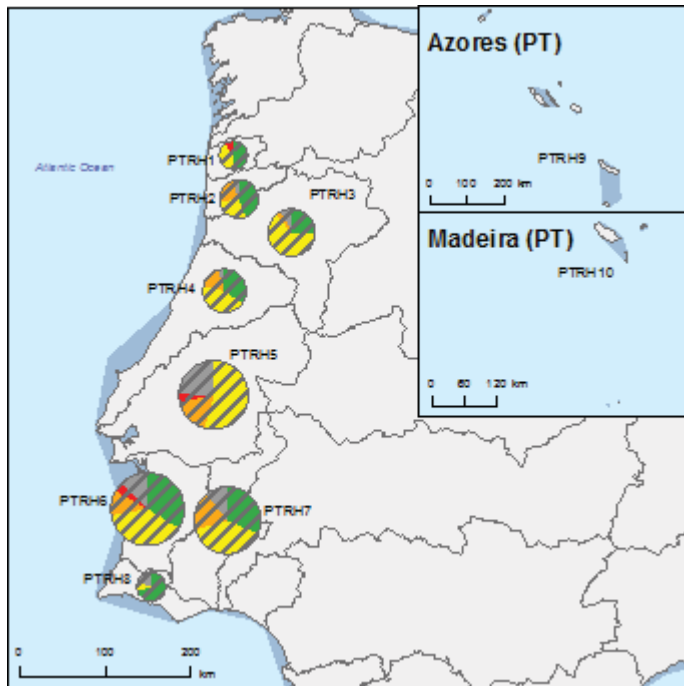 Azores (PT)
Atlantic Ocean
PTRH1
PTRH9
PTRH2
PTRH3
0 100 200
km
Madeira (PT)
PTRH10
PTRH4
PTRH5
0 60 120
km
PTRH6
PTRH7
PTRH8
0 100 200
km